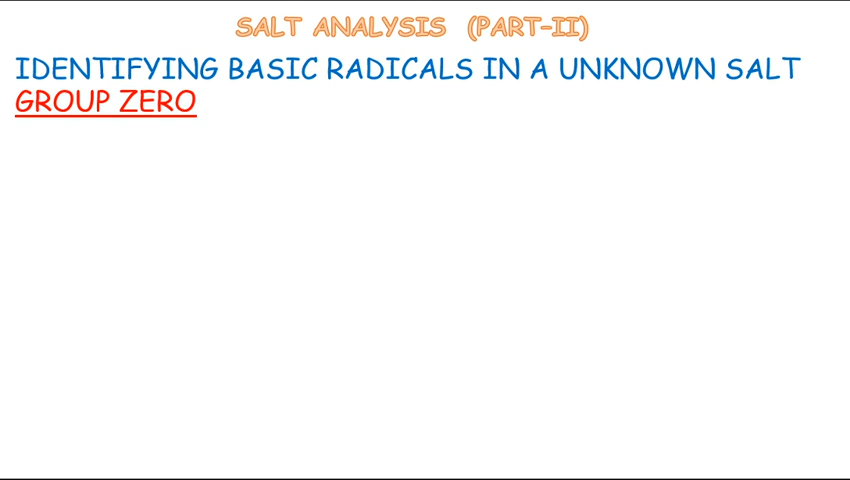 SALT ANALYSIS (PART-II)
IDENTIFYING BASIC RADICALS IN A UNKNOWN SALT
GROUP ZERO